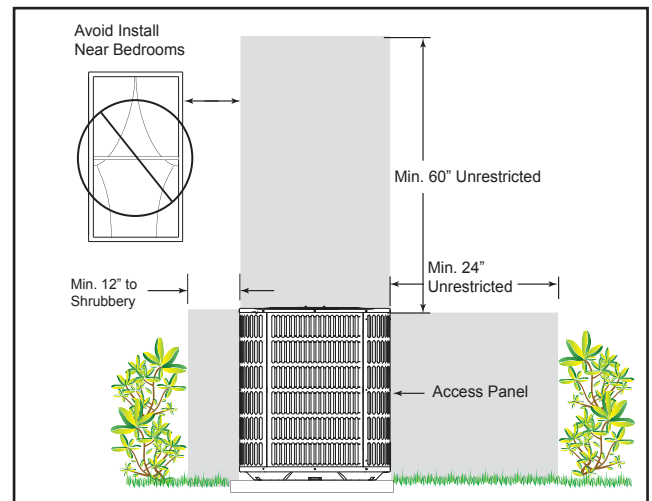 Avoid Install
Near Bedrooms
Min. 60” Unrestricted
Min. 24”
Unrestricted
Min. 12” to
Shrubbery
Access Panel